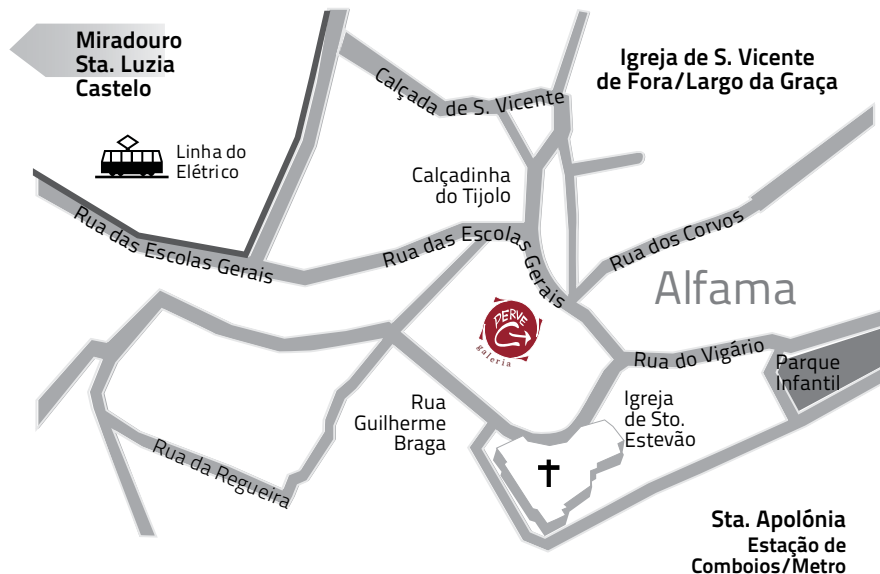 Miradouro
Sta. Luzia
Castelo
Igreja de S. Vicente
de Fora/Largo da Graça
Calçada de S. Vicente
Linha do
Elétrico
Calçadinha
do Tijolo
Rua das Escolas Gerais
Rua das Escolas Gerais
Rua dos Corvos
Alfama
PERVE
galeria
Rua do Vigário
Parque
Infantil
Rua
Guilherme
Braga
Igreja
de Sto.
Estevão
Rua da Regueira
Sta. Apolónia
Estação de
Comboios/Metro